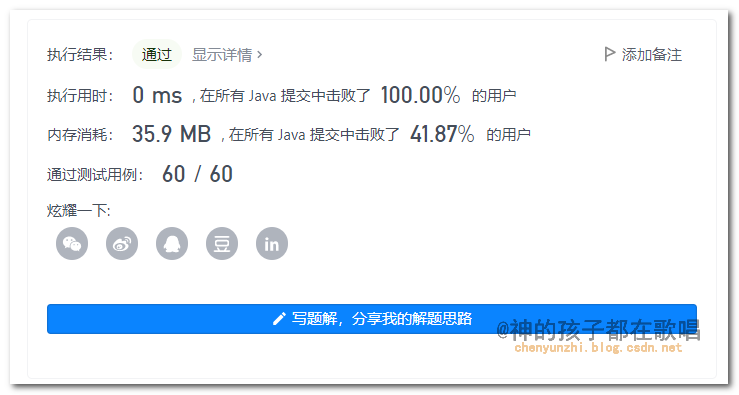 执行结果： 通过 显示详情 › 添加备注
执行用时： 0 ms , 在所有 Java 提交中击败了 100.00% 的用户
内存消耗： 35.9 MB , 在所有 Java 提交中击败了 41.87% 的用户
通过测试用例： 60 / 60
炫耀一下:
豆 in
写题解，分享我的解题思路
@神的孩子都在歌唱
chenyunzhi.blog.csdn.net